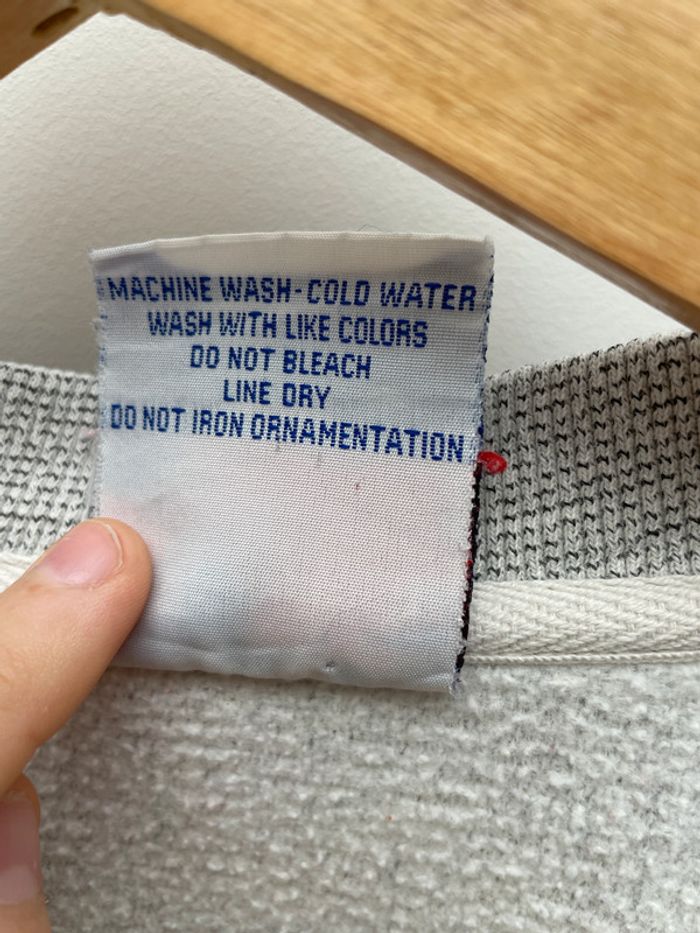 MACHINE WASH-COLD WATER
WASH WITH LIKE COLORS
DO NOT BLEACH
LINE DRY
DO NOT IRON ORNAMENTATION